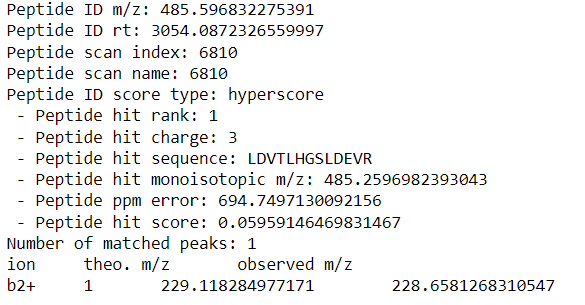 Peptide ID m/z: 485.596832275391
Peptide ID rt: 3054.0872326559997
Peptide scan index: 6810
Peptide scan name: 6810
Peptide ID score type: hyperscore
 - Peptide hit rank: 1
 - Peptide hit charge: 3
 - Peptide hit sequence: LDVTLHGSLDEVR
 - Peptide hit monoisotopic m/z: 485.2596982393043
 - Peptide ppm error: 694.7497130092156
 - Peptide hit score: 0.05959146469831467
Number of matched peaks: 1
ion     theo. m/z       observed m/z
b2+     1       229.118284977171        228.6581268310547